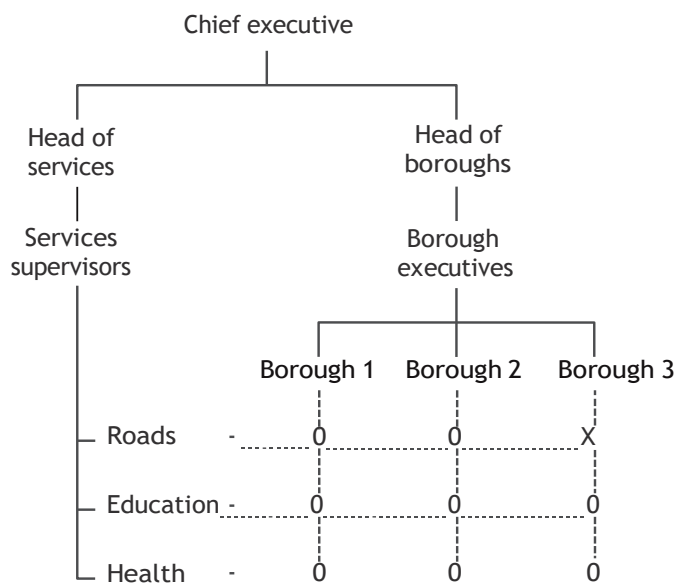 Chief executive
Head of
services
Head of
boroughs
Services
supervisors
Borough
executives
Borough 1 Borough 2 Borough 3
Roads - 0 0 X
Education - 0 0 0
Health - 0 0 0